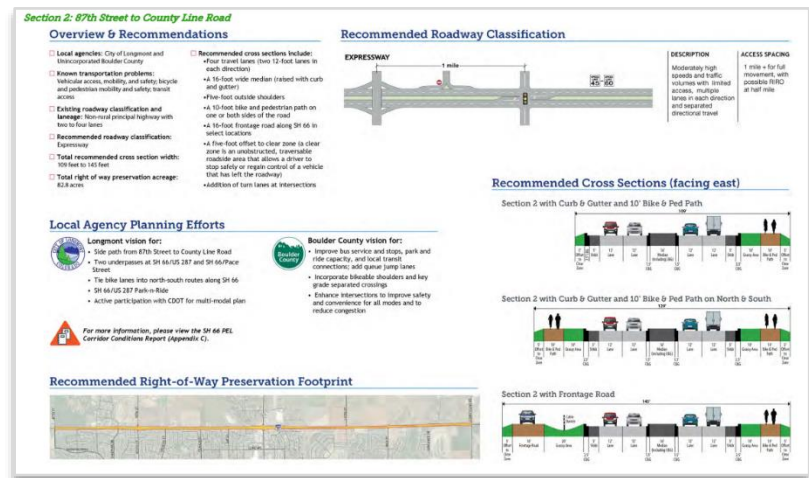 Section 2: 87th Street to County Line Road
Overview & Recommendations
Local agencies: City of Longmont and
Unincorporated Boulder County
Known transportation problems:
Vehicular access, mobility, and safety; bicycle
and pedestrian mobility and safety; transit
access
Existing roadway classification and
laneage: Non-rural principal highway with
two to four lanes
Recommended roadway classification:
Expressway
Total recommended cross section width:
109 feet to 145 feet
Total right of way preservation acreage:
82.8 acres
Recommended cross sections include:
•Four travel lanes (two 12-foot lanes in
each direction)
•A 16-foot wide median (raised with curb
and gutter)
•Five-foot outside shoulders
•A 10-foot bike and pedestrian path on
one or both sides of the road
•A 16-foot frontage road along SH 66 in
select locations
•A five-foot offset to clear zone (a clear
zone is an unobstructed, traversable
roadside area that allows a driver to
stop safely or regain control of a vehicle
that has left the roadway)
•Addition of turn lanes at intersections
Recommended Roadway Classification
EXPRESSWAY
1 mile
45-60
DESCRIPTION
Moderately high
speeds and traffic
volumes with limited
access, multiple
lanes in each direction
and separated
directional travel
ACCESS SPACING
1 mile + for full
movement, with
possible RIRO
at half mile
Local Agency Planning Efforts
Longmont vision for:
• Side path from 87th Street to County Line Road
• Two underpasses at SH 66/US 287 and SH 66/Pace
Street
• Tie bike lanes into north-south routes along SH 66
• SH 66/US 287 Park-n-Ride
• Active participation with CDOT for multi-modal plan
Boulder
County
Boulder County vision for:
• Improve bus service and stops, park and
ride capacity, and local transit
connections; add queue jump lanes
• Incorporate bikeable shoulders and key
grade separated crossings
• Enhance intersections to improve safety
and convenience for all modes and to
reduce congestion
For more information, please view the SH 66 PEL
Corridor Conditions Report (Appendix C).
Recommended Right-of-Way Preservation Footprint
Recommended Cross Sections (facing east)
Section 2 with Curb & Gutter and 10' Bike & Ped Path
109'
Section 2 with Curb & Gutter and 10' Bike & Ped Path on North & South
Section 2 with Frontage Road
145'